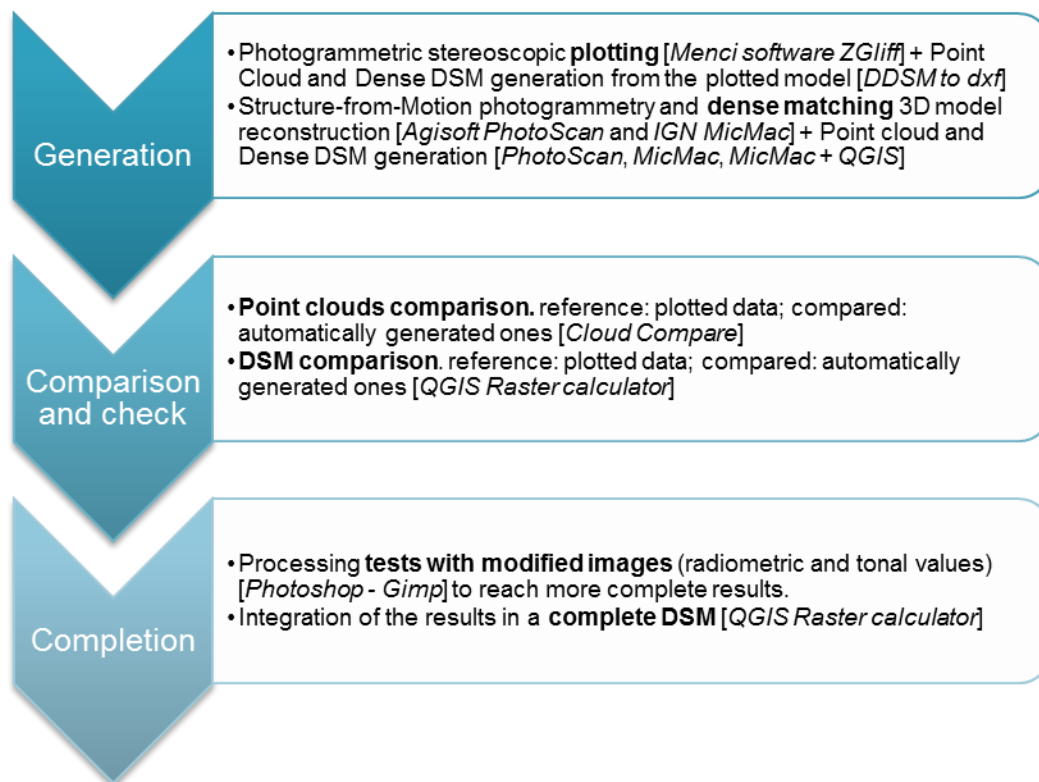 Generation
•Photogrammetric stereoscopic plotting [Menci software ZGliff] + Point
Cloud and Dense DSM generation from the plotted model [DDSM to dxf]
•Structure-from-Motion photogrammetry and dense matching 3D model
reconstruction [Agisoft PhotoScan and IGN MicMac] + Point cloud and
Dense DSM generation [PhotoScan, MicMac, MicMac + QGIS]
Comparison
and check
•Point clouds comparison. reference: plotted data; compared:
automatically generated ones [Cloud Compare]
•DSM comparison. reference: plotted data; compared: automatically
generated ones [QGIS Raster calculator]
Completion
•Processing tests with modified images (radiometric and tonal values)
[Photoshop - Gimp] to reach more complete results.
•Integration of the results in a complete DSM [QGIS Raster calculator]